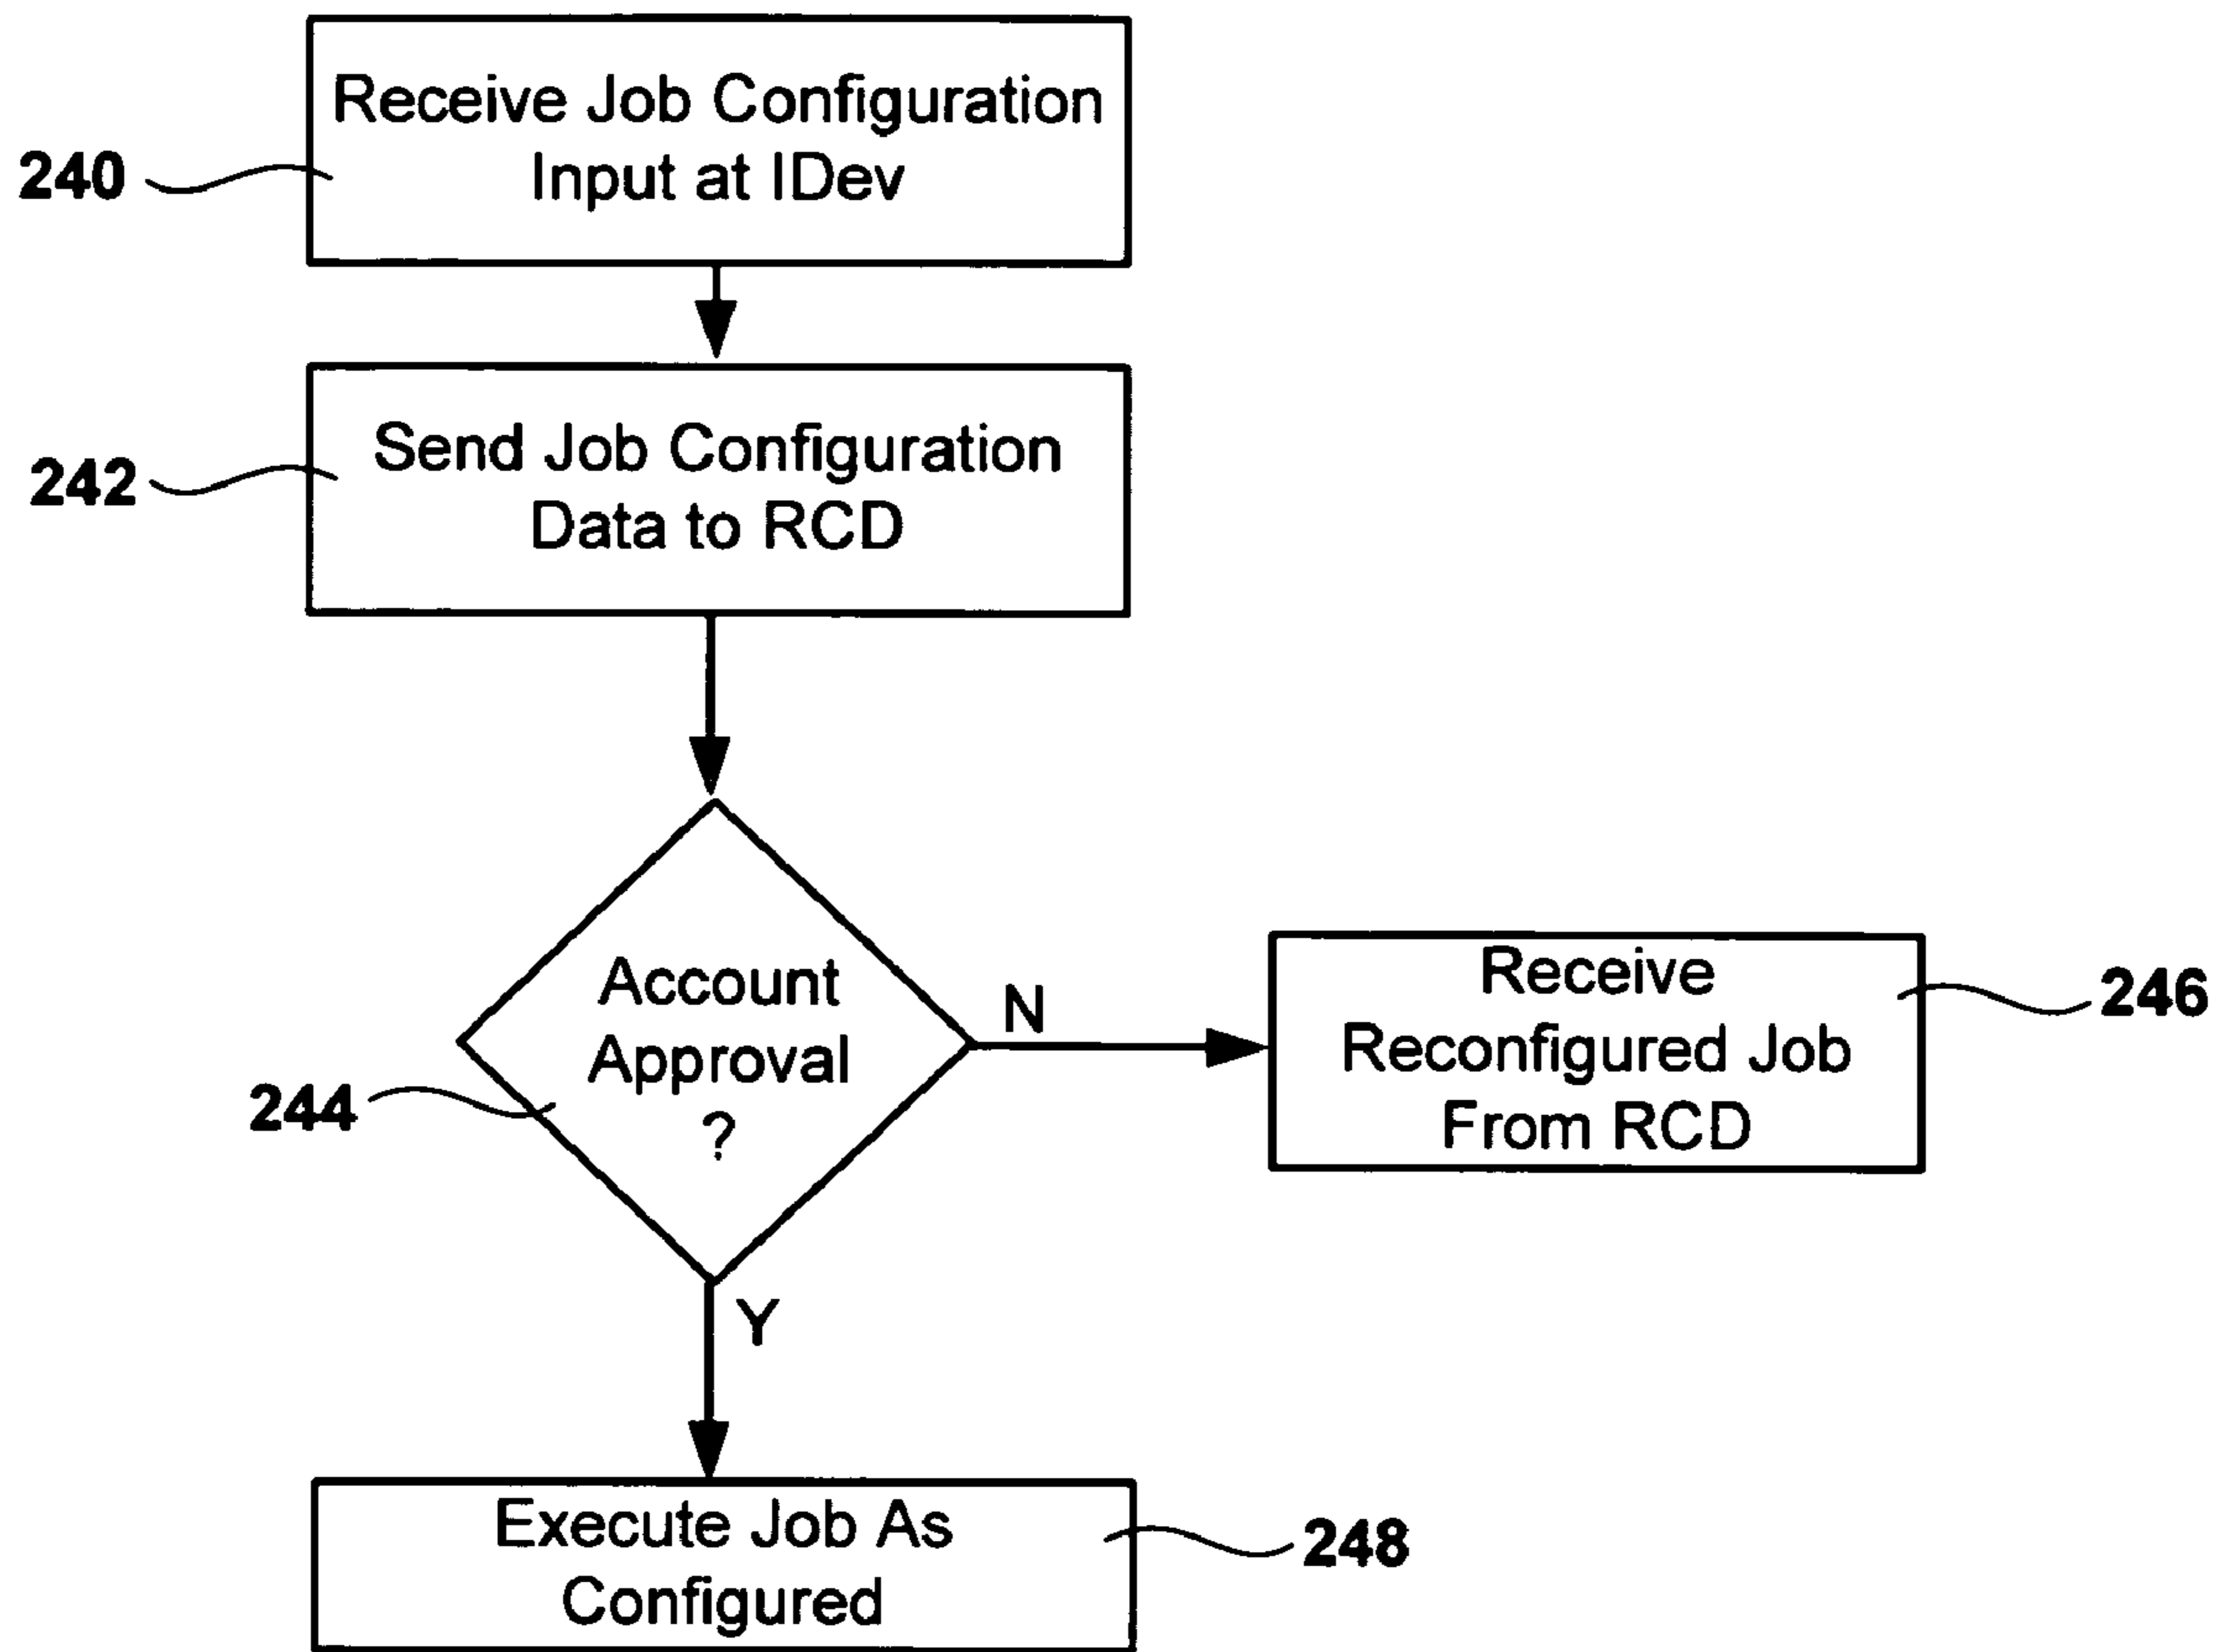 Receive Job Configuration
Input at IDev
240
Send Job Configuration
Data to RCD
242
Account
Approval
?
244
N
Receive
Reconfigured Job
From RCD
246
Y
Execute Job As
Configured
248